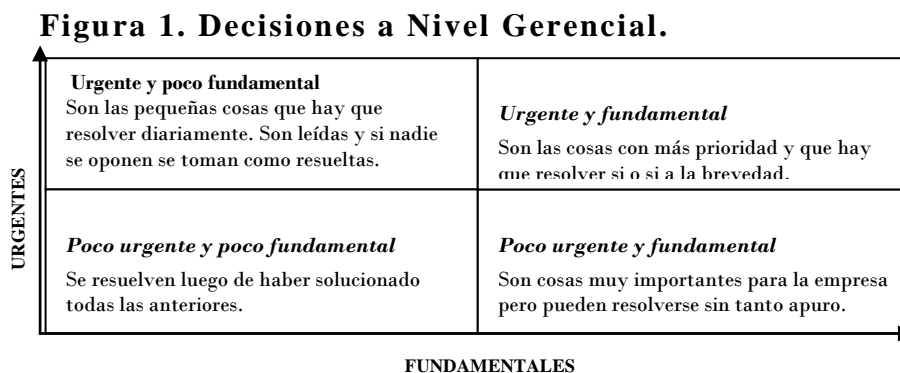 Figura 1. Decisiones a Nivel Gerencial.
Urgente y poco fundamental
Son las pequeñas cosas que hay que
resolver diariamente. Son leídas y si nadie
se oponen se toman como resueltas.
Urgente y fundamental
Son las cosas con más prioridad y que hay
que resolver si o si a la brevedad.
URGENTES
Poco urgente y poco fundamental
Se resuelven luego de haber solucionado
todas las anteriores.
Poco urgente y fundamental
Son cosas muy importantes para la empresa
pero pueden resolverse sin tanto apuro.
FUNDAMENTALES